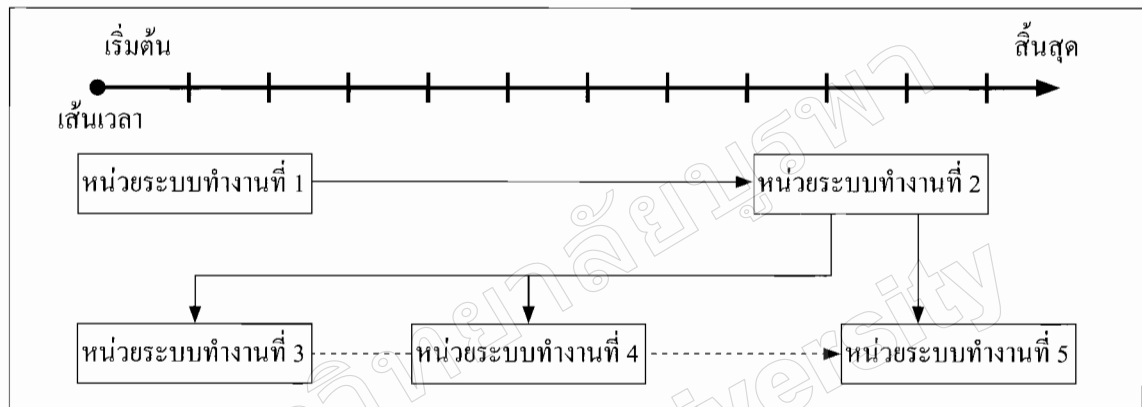 เริ่มต้น สิ้นสุด
เส้นเวลา
หน่วยระบบทำงานที่ 1 หน่วยระบบทำงานที่ 2
หน่วยระบบทำงานที่ 3 หน่วยระบบทำงานที่ 4 หน่วยระบบทำงานที่ 5